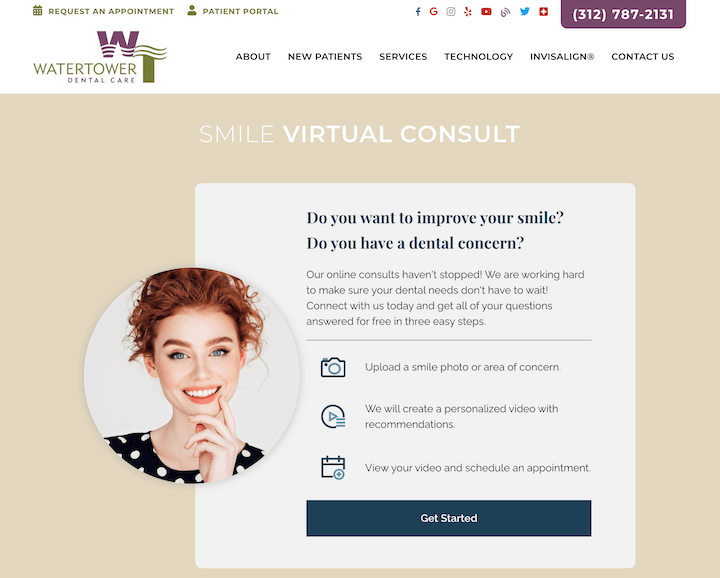 REQUEST AN APPOINTMENT PATIENT PORTAL (312) 787-2131
WATERTOWER
DENTAL CARE
ABOUT NEW PATIENTS SERVICES TECHNOLOGY INVISALIGN® CONTACT US
SMILE VIRTUAL CONSULT
Do you want to improve your smile?
Do you have a dental concern?
Our online consults haven't stopped! We are working hard
to make sure your dental needs don't have to wait!
Connect with us today and get all of your questions
answered for free in three easy steps.
Upload a smile photo or area of concern.
We will create a personalized video with
recommendations.
View your video and schedule an appointment.
Get Started